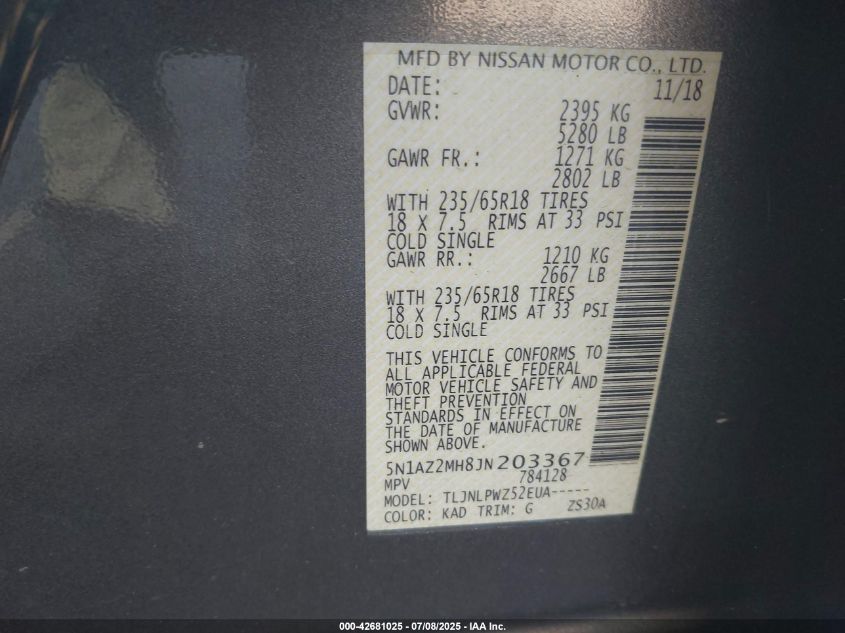 MFD BY NISSAN MOTOR CO., LTD.
DATE: 11/18
GVWR: 2395 KG
5280 LB
GAWR FR.: 1271 KG
2802 LB
WITH 235/65R18 TIRES
18 X 7.5 RIMS AT 33 PSI
COLD SINGLE
GAWR RR.: 1210 KG
2667 LB
WITH 235/65R18 TIRES
18 X 7.5 RIMS AT 33 PSI
COLD SINGLE
THIS VEHICLE CONFORMS TO
ALL APPLICABLE FEDERAL
MOTOR VEHICLE SAFETY AND
THEFT PREVENTION
STANDARDS IN EFFECT ON
THE DATE OF MANUFACTURE
SHOWN ABOVE.
5N1AZ2MH8JN203367
MPV 784128
MODEL: TLJNLPWZ52EUA-----
COLOR: KAD TRIM: G ZS30A
000-42681025 - 07/08/2025 - IAA Inc.